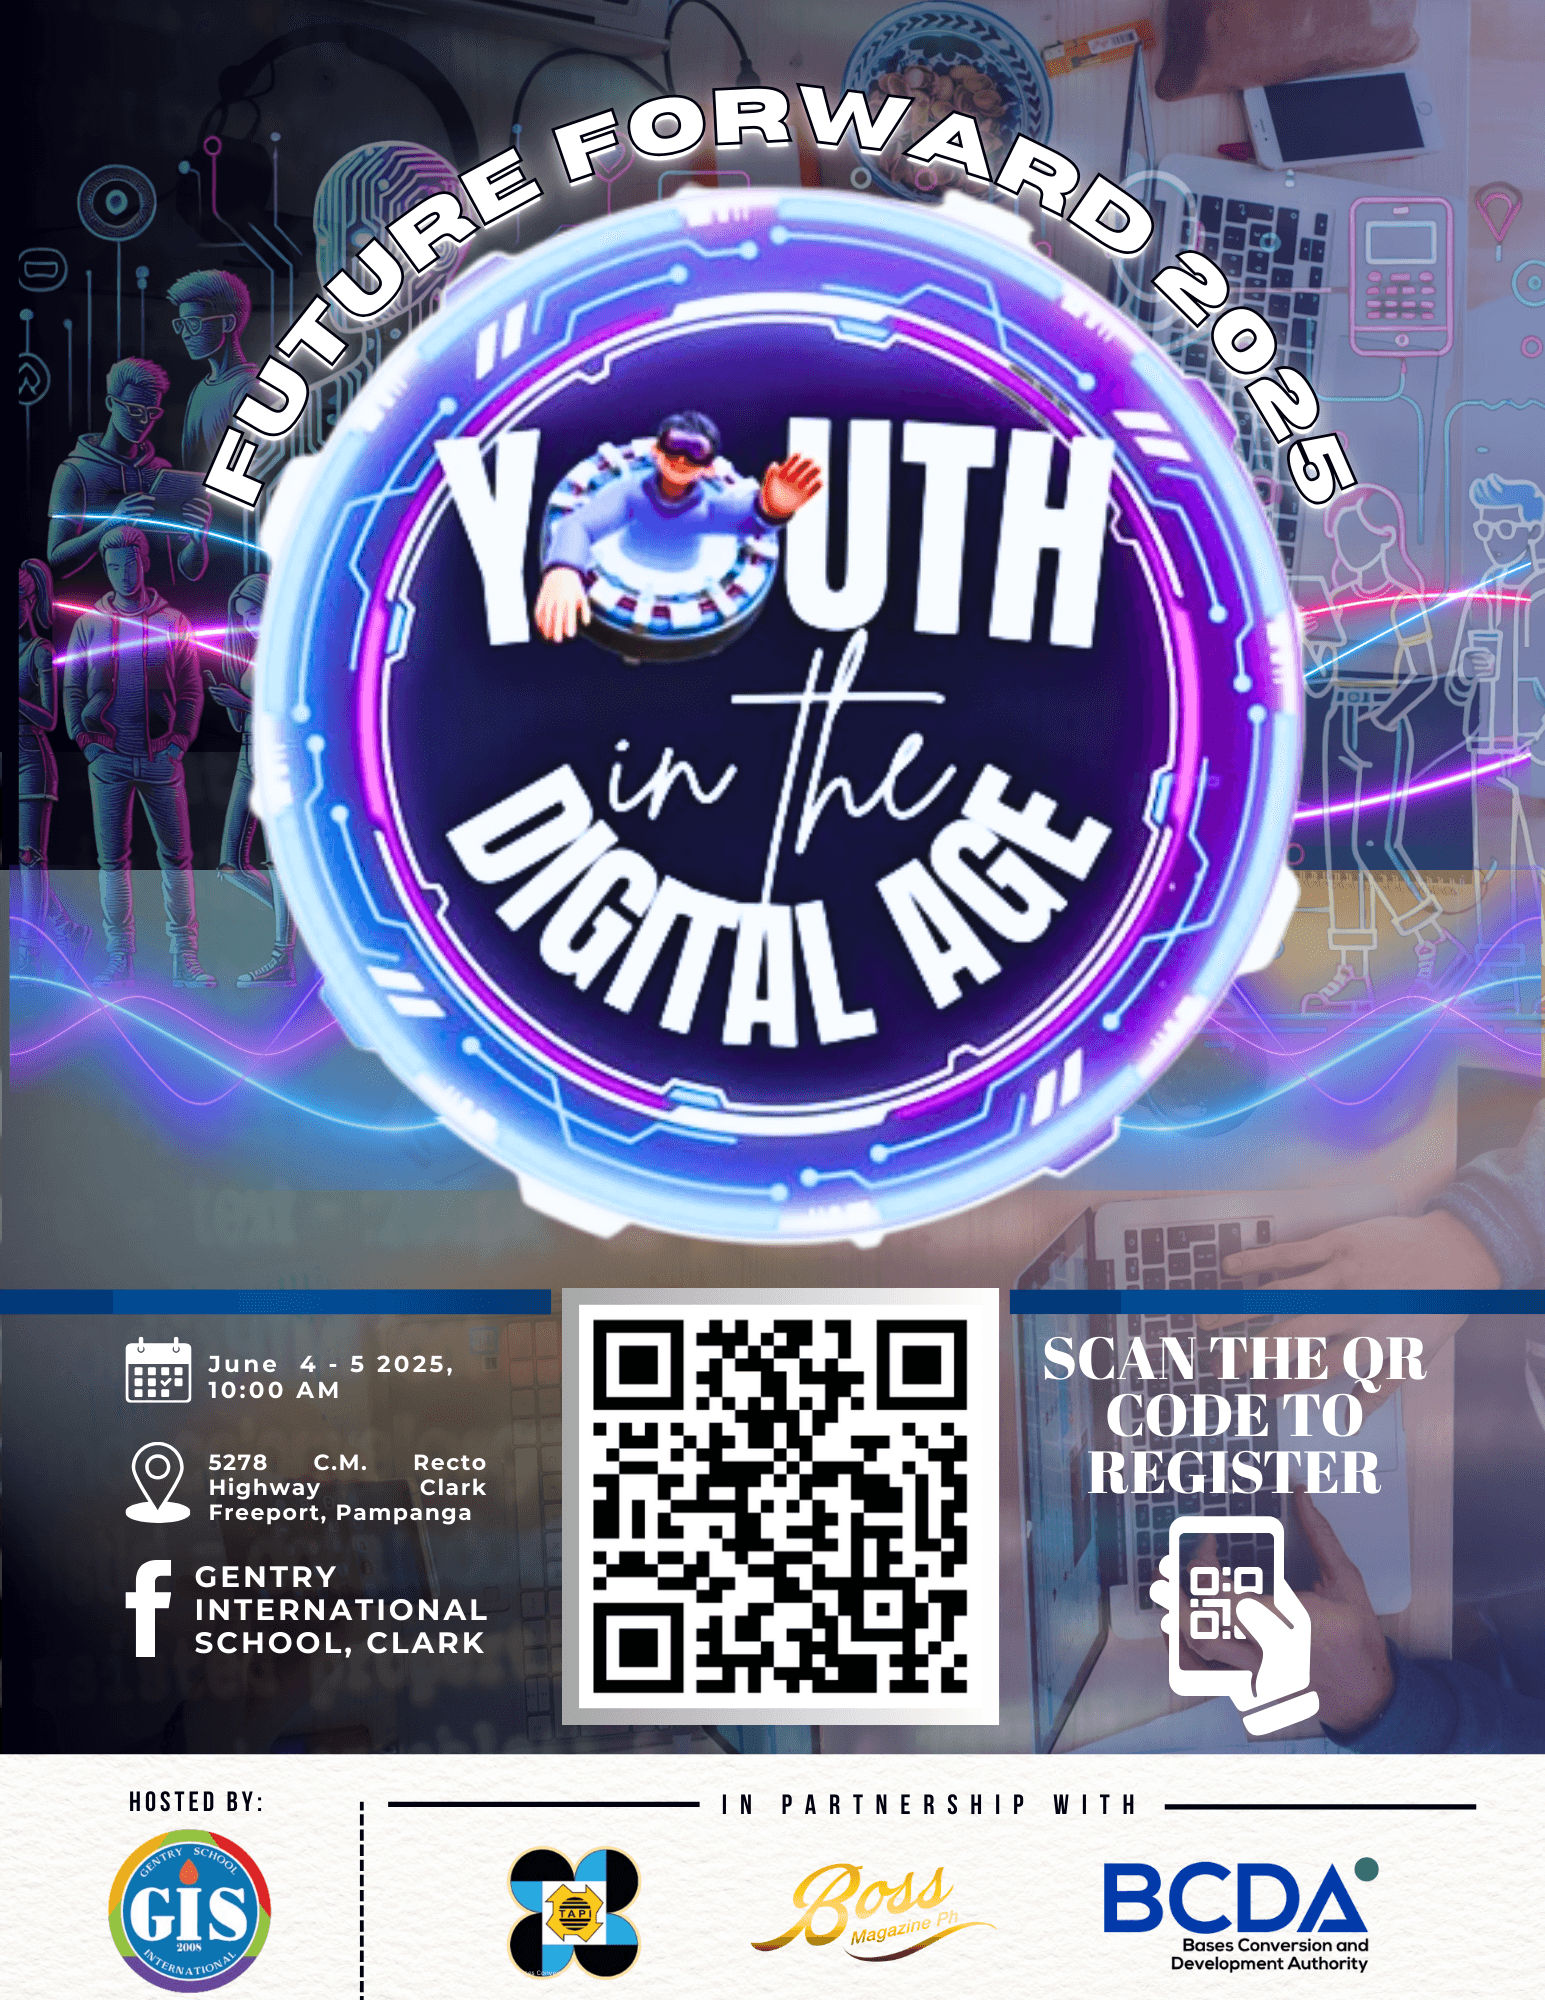 FUTURE FORWARD 2025
YOUTH
in the
DIGITAL AGE
June 4 - 5 2025,
10:00 AM
5278 C.M. Recto
Highway Clark
Freeport, Pampanga
GENTRY
INTERNATIONAL
SCHOOL, CLARK
SCAN THE QR
CODE TO
REGISTER
HOSTED BY:
IN PARTNERSHIP WITH
GENTRY SCHOOL
GIS
2008
INTERNATIONAL
TAPI
Boss
Magazine Ph
BCDA
Bases Conversion and
Development Authority